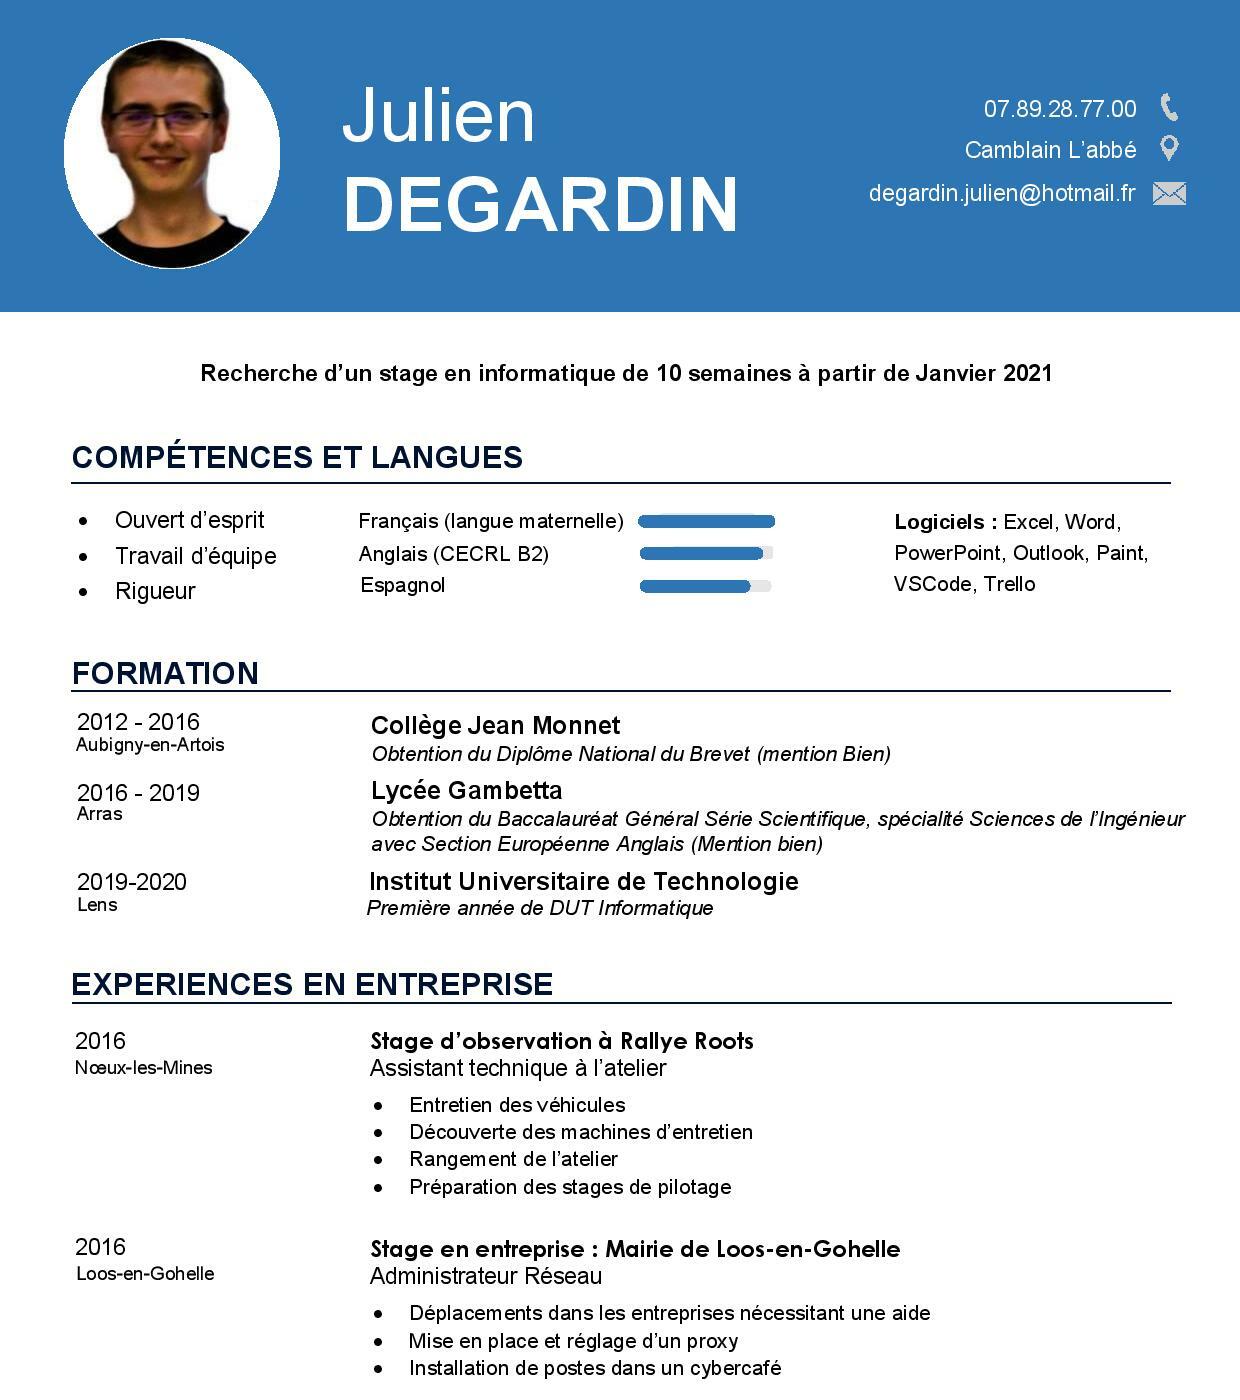 Julien
DEGARDIN
07.89.28.77.00
Camblain L’abbé
degardin.julien@hotmail.fr
Recherche d’un stage en informatique de 10 semaines à partir de Janvier 2021
COMPÉTENCES ET LANGUES
• Ouvert d’esprit
• Travail d’équipe
• Rigueur
Français (langue maternelle)
Anglais (CECRL B2)
Espagnol
Logiciels : Excel, Word,
PowerPoint, Outlook, Paint,
VSCode, Trello
FORMATION
2012 - 2016
Aubigny-en-Artois
Collège Jean Monnet
Obtention du Diplôme National du Brevet (mention Bien)
2016 - 2019
Arras
Lycée Gambetta
Obtention du Baccalauréat Général Série Scientifique, spécialité Sciences de l’Ingénieur
avec Section Européenne Anglais (Mention bien)
2019-2020
Lens
Institut Universitaire de Technologie
Première année de DUT Informatique
EXPERIENCES EN ENTREPRISE
2016
Nœux-les-Mines
Stage d’observation à Rallye Roots
Assistant technique à l’atelier
• Entretien des véhicules
• Découverte des machines d’entretien
• Rangement de l’atelier
• Préparation des stages de pilotage
2016
Loos-en-Gohelle
Stage en entreprise : Mairie de Loos-en-Gohelle
Administrateur Réseau
• Déplacements dans les entreprises nécessitant une aide
• Mise en place et réglage d’un proxy
• Installation de postes dans un cybercafé